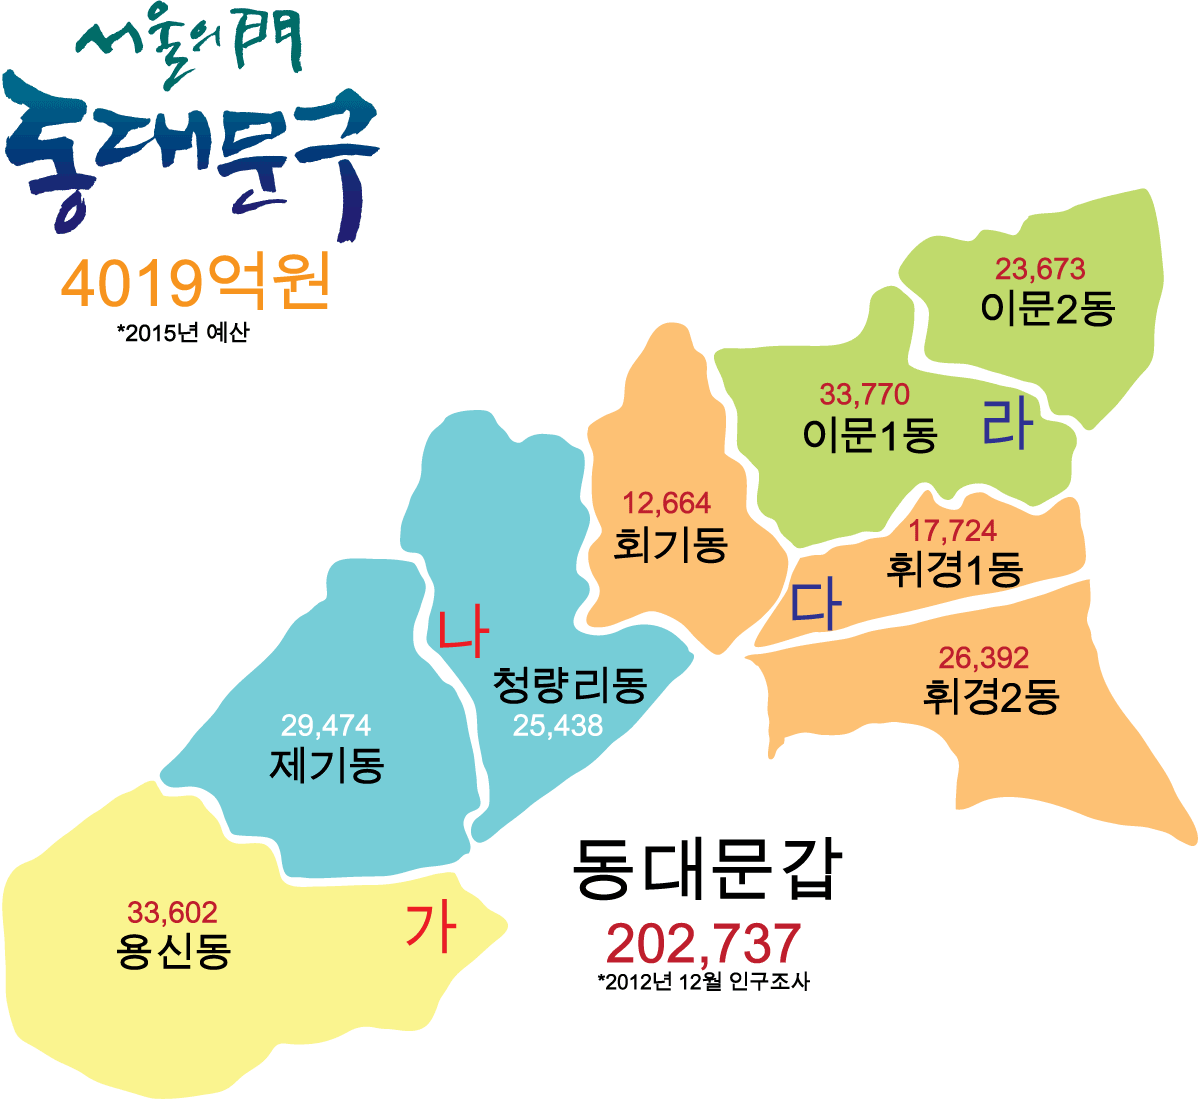 서울의門
동대문구
4019억원
*2015년 예산
23,673
이문2동
33,770
이문1동
라
12,664
회기동
17,724
휘경1동
다
나
26,392
휘경2동
청량리동
25,438
29,474
제기동
동대문갑
202,737
*2012년 12월 인구조사
33,602
용신동
가